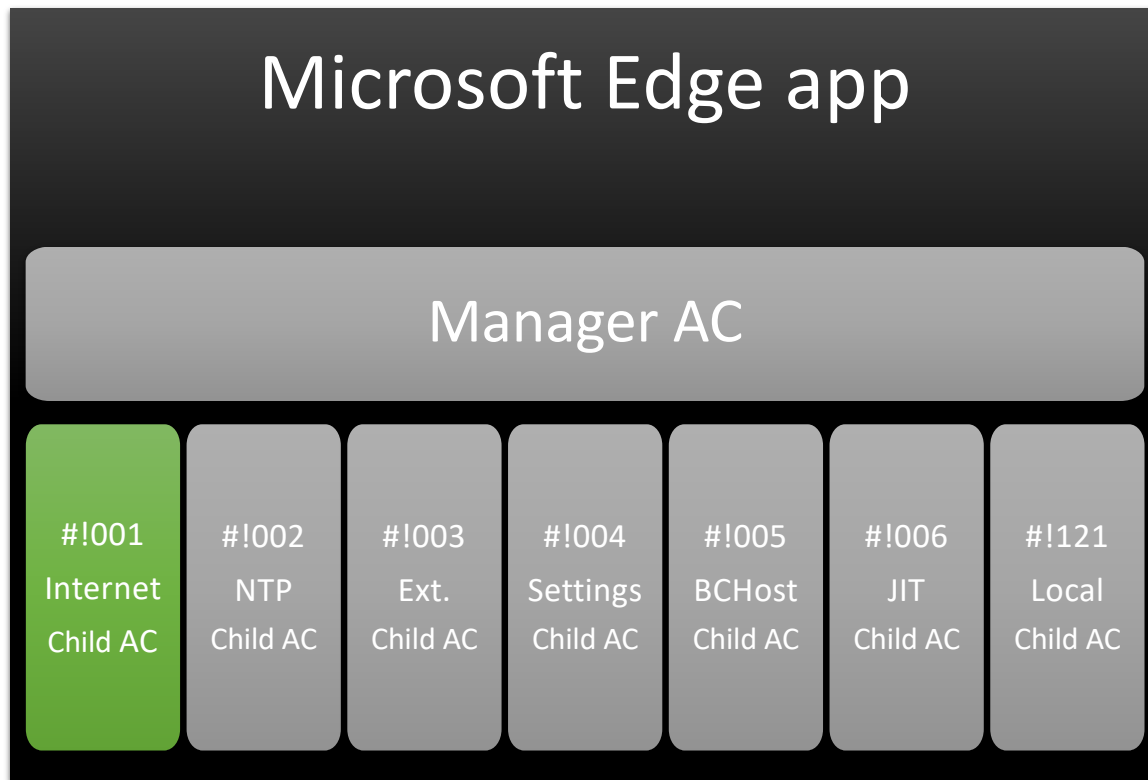 Microsoft Edge app
Manager AC
#!001
Internet
Child AC
#!002
NTP
Child AC
#!003
Ext.
Child AC
#!004
Settings
Child AC
#!005
BCHost
Child AC
#!006
JIT
Child AC
#!121
Local
Child AC